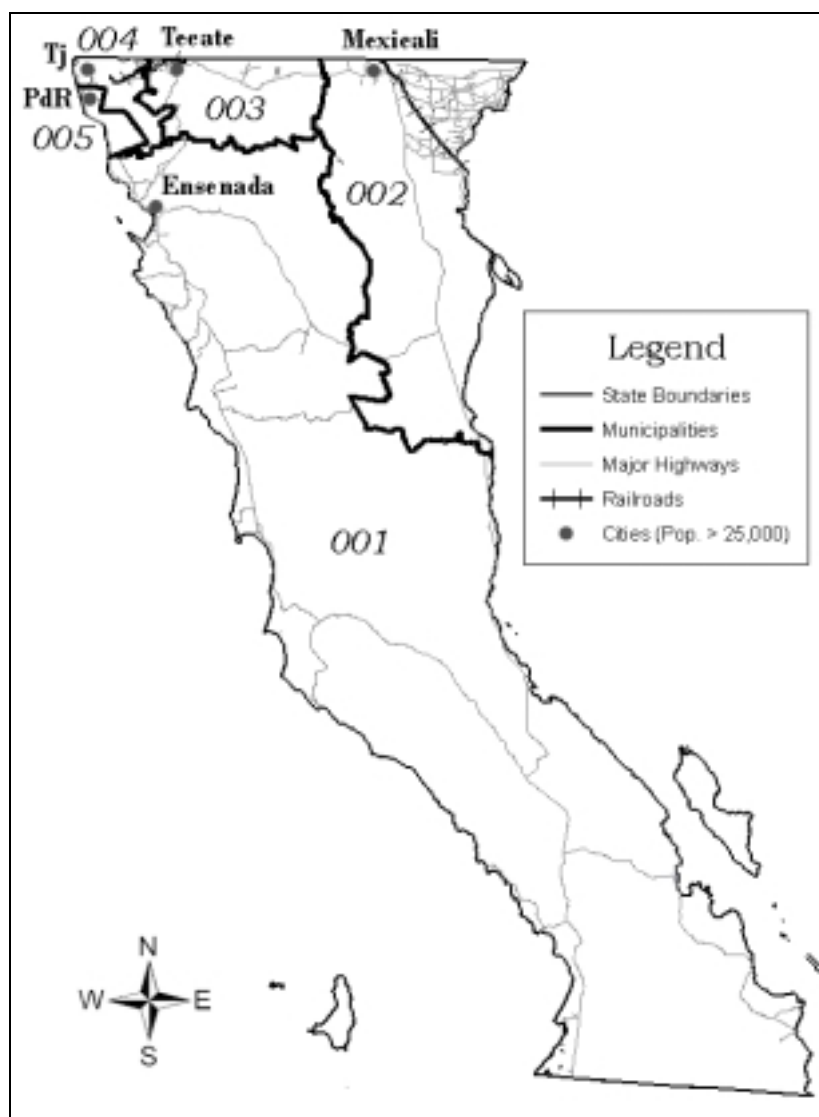 004
Tecate
Mexicali
Tj
PdR
003
005
002
Ensenada
Legend
State Boundaries
Municipalities
Major Highways
Railroads
Cities (Pop. > 25,000)
001
N
W
E
S